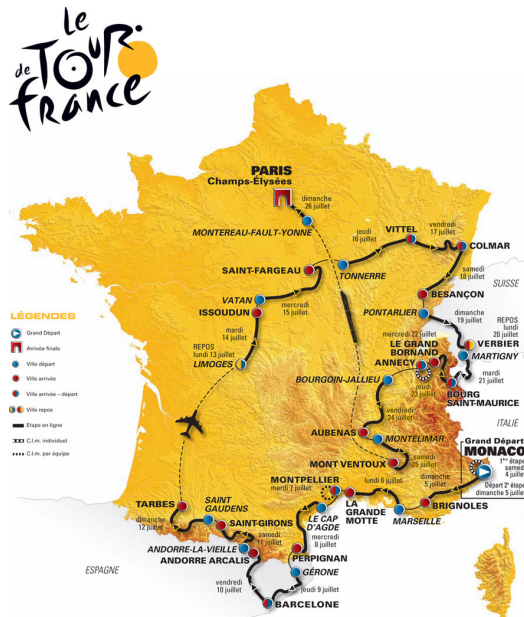 Le
de TOUR
france
PARIS
Champs-Élysées
dimanche
26 juillet
MONTEREAU-FAULT-YONNE
jeudi
16 juillet
VITTEL
vendredi
17 juillet
COLMAR
SAINT-FARGEAU
TONNERRE
samedi
18 juillet
SUISSE
BESANÇON
VATAN
ISSOUDUN
mercredi
15 juillet
PONTARLIER
dimanche
19 juillet
REPOS
lundi
20 juillet
LÉGENDES
Grand Départ
Arrivée finale
Ville départ
Ville arrivée
Ville arrivée - départ
Ville repos
Etape en ligne
C.l.m. individuel
C.l.m. par équipe
mardi
14 juillet
REPOS
lundi 13 juillet
LIMOGES
mercredi 22 juillet
LE GRAND
BORNAND
ANNECY
VERBIER
MARTIGNY
BOURGOIN-JALLIEU
jeudi
23 juillet
mardi
21 juillet
BOURG
SAINT-MAURICE
vendredi
24 juillet
AUBENAS
MONTÉLIMAR
ITALIE
MONT VENTOUX
samedi
25 juillet
Grand Départ
MONACO
1ère étape
samedi
4 juillet
Départ 2e étape
dimanche 5 juillet
MONTPELLIER
mardi 7 juillet
lundi 6 juillet
dimanche
5 juillet
LA
GRANDE
MOTTE
BRIGNOLES
MARSEILLE
TARBES
dimanche
12 juillet
SAINT
GAUDENS
SAINT-GIRONS
samedi
11 juillet
LE CAP
D'AGDE
mercredi
8 juillet
ANDORRE-LA-VIEILLE
ANDORRE ARCALIS
PERPIGNAN
GÉRONE
ESPAGNE
vendredi
10 juillet
jeudi 9 juillet
BARCELONE